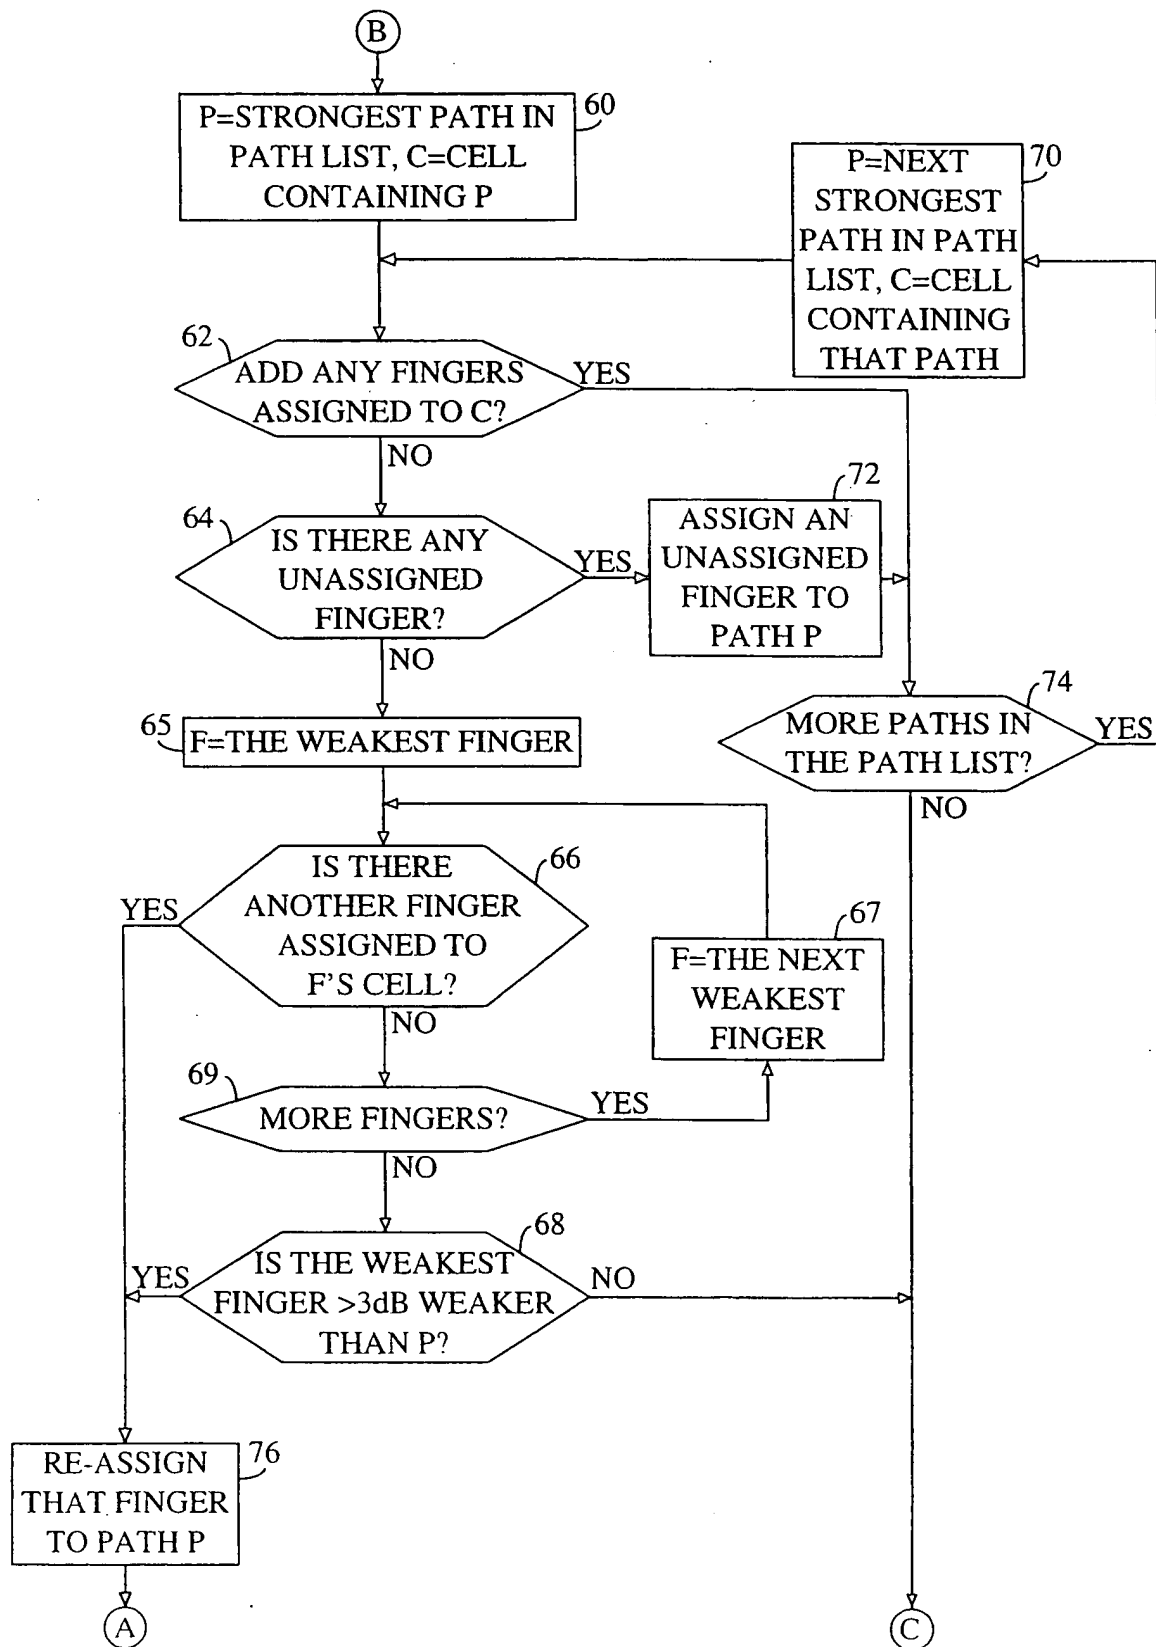 B
60
P=STRONGEST PATH IN
PATH LIST, C=CELL
CONTAINING P
70
P=NEXT
STRONGEST
PATH IN PATH
LIST, C=CELL
CONTAINING
THAT PATH
62
ADD ANY FINGERS
ASSIGNED TO C?
YES
NO
64
IS THERE ANY
UNASSIGNED
FINGER?
YES
NO
72
ASSIGN AN
UNASSIGNED
FINGER TO
PATH P
74
MORE PATHS IN
THE PATH LIST?
YES
NO
65
F=THE WEAKEST FINGER
66
IS THERE
ANOTHER FINGER
ASSIGNED TO
F'S CELL?
YES
NO
67
F=THE NEXT
WEAKEST
FINGER
69
MORE FINGERS?
YES
NO
68
IS THE WEAKEST
FINGER >3dB WEAKER
THAN P?
YES
NO
76
RE-ASSIGN
THAT FINGER
TO PATH P
A
C